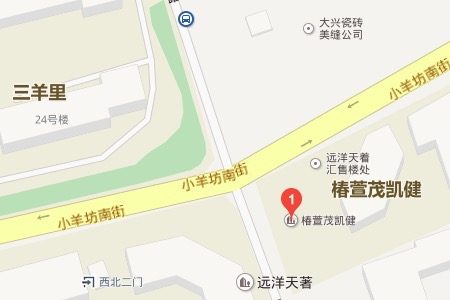 大兴瓷砖
美缝公司
小羊坊南街
三羊里
24号楼
远洋天着
汇售楼处
小羊坊南街
椿萱茂凯健
1
椿萱茂凯健
小羊坊南街
西北二门
远洋天著